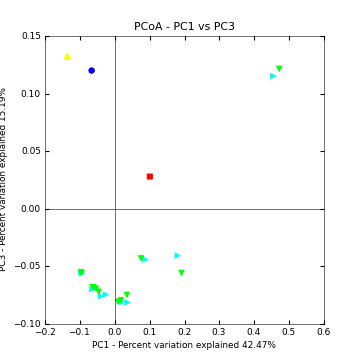 PCoA - PC1 vs PC3
0.15
0.10
0.05
0.00
−0.05
−0.10
PC3 - Percent variation explained 15.19%
−0.2 −0.1 0.0 0.1 0.2 0.3 0.4 0.5 0.6
PC1 - Percent variation explained 42.47%